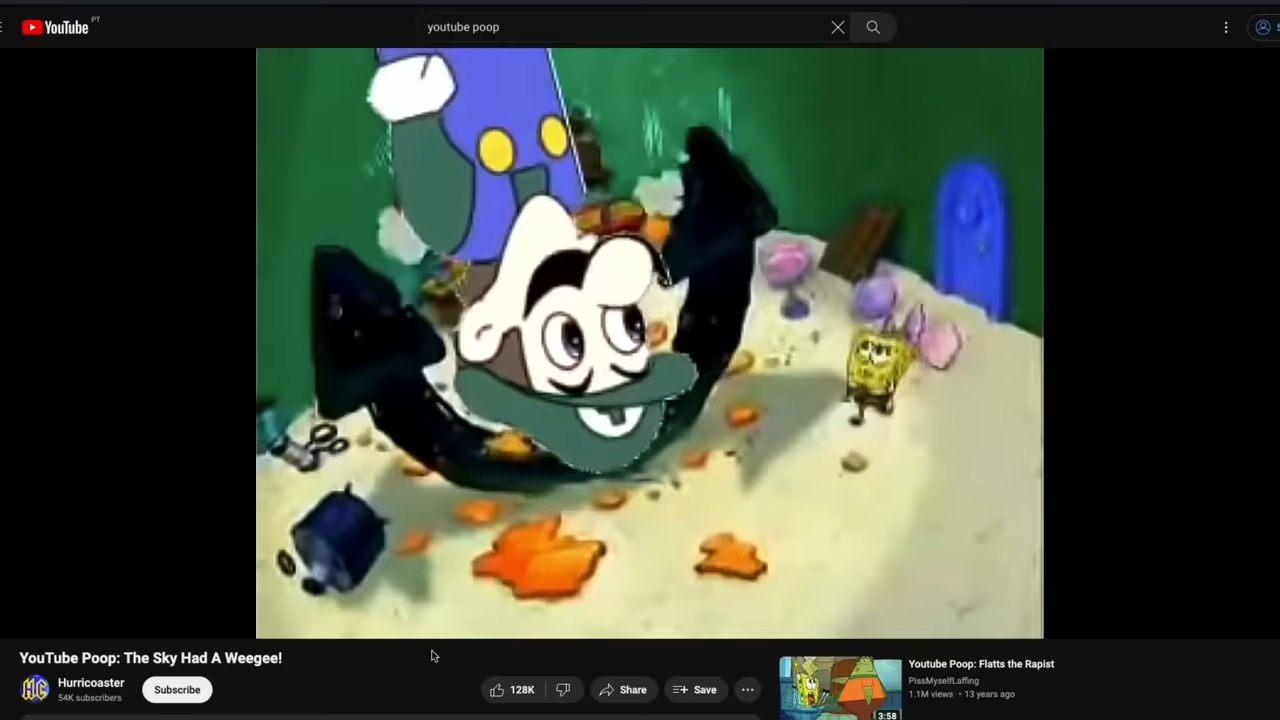 YouTube PT
youtube poop
YouTube Poop: The Sky Had A Weegee!
HG
Hurricoaster
54K subscribers
Subscribe
128K
Share
Save
YouTube Poop: Flatts the Rapist
PissMyselfLaffing
1.1M views • 13 years ago
3:58
S